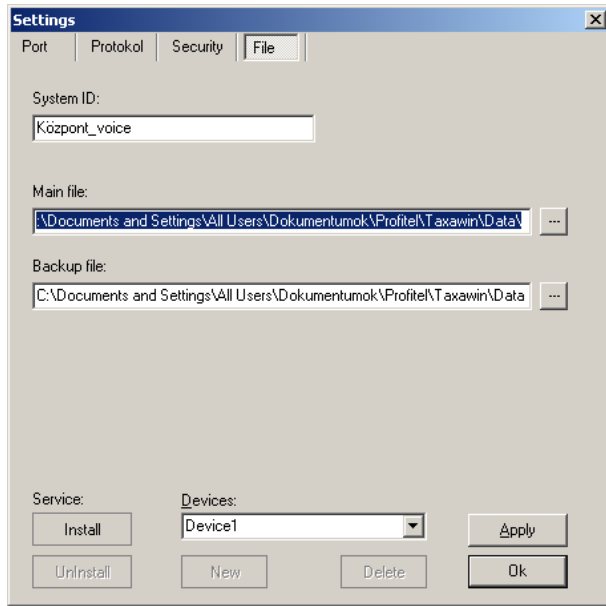 Settings
Port Protokol Security File
System ID:
Központ_voice
Main file:
:\Documents and Settings\All Users\Dokumentumok\Profitel\Taxawin\Data\
...
Backup file:
C:\Documents and Settings\All Users\Dokumentumok\Profitel\Taxawin\Data
...
Service: Devices:
Install Device1 Apply
UnInstall New Delete Ok